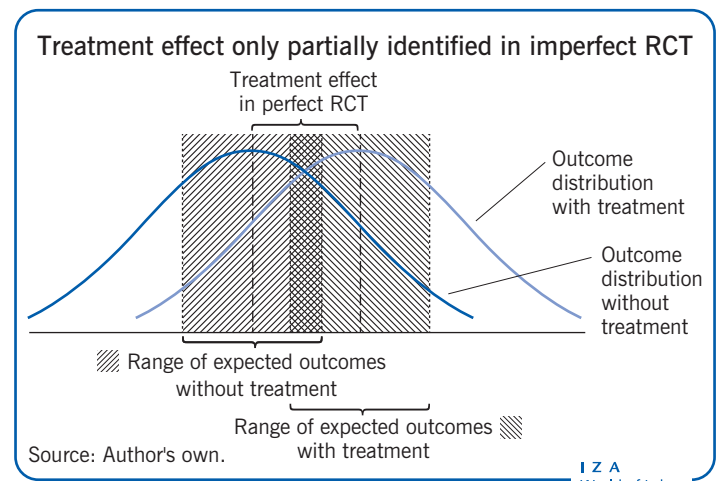 Treatment effect only partially identified in imperfect RCT
Treatment effect
in perfect RCT
Outcome
distribution
with treatment
Outcome
distribution
without
treatment
Range of expected outcomes
without treatment
Range of expected outcomes
with treatment
Source: Author's own.
I Z A